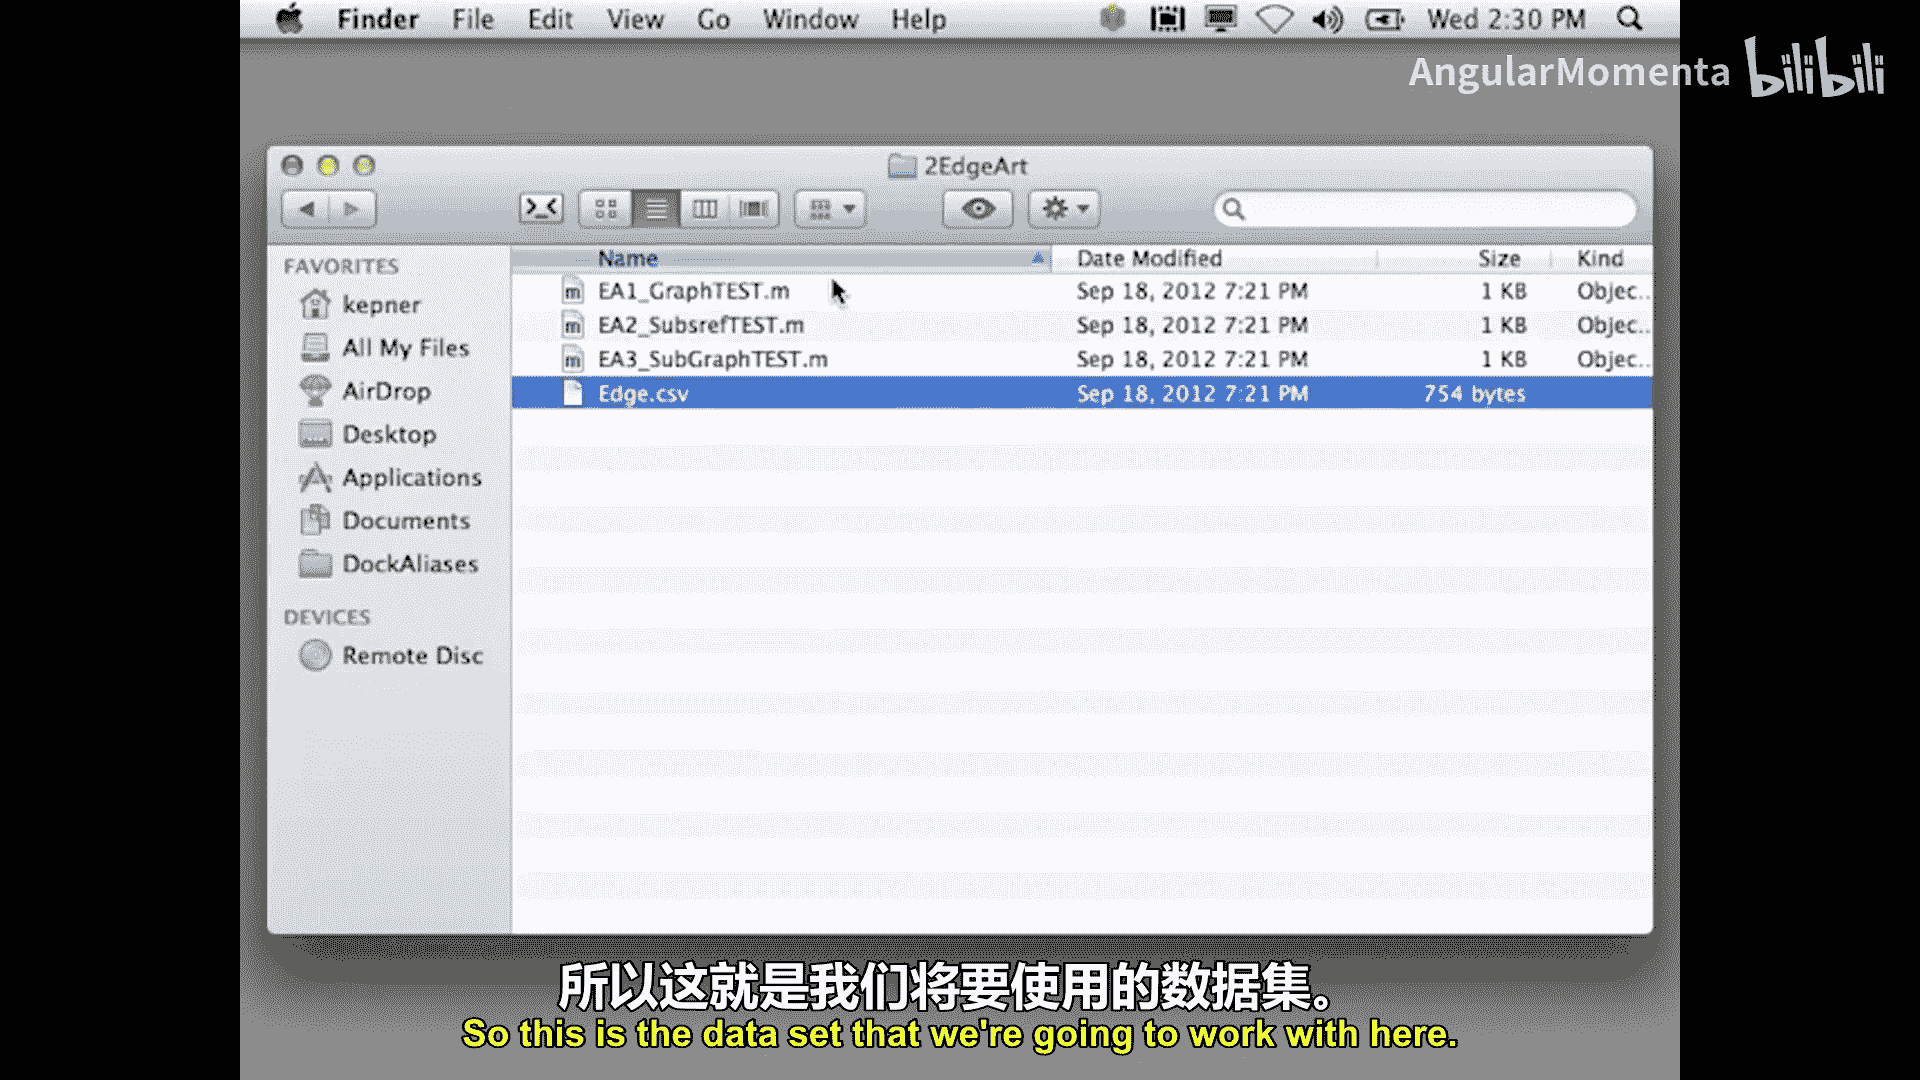 Finder File Edit View Go Window Help Wed 2:30 PM
AngularMomenta bilibili
2EdgeArt
FAVORITES
kepner
All My Files
AirDrop
Desktop
Applications
Documents
DockAliases
DEVICES
Remote Disc
Name Date Modified Size Kind
EA1_GraphTEST.m Sep 18, 2012 7:21 PM 1 KB Objec...
EA2_SubsrefTEST.m Sep 18, 2012 7:21 PM 1 KB Objec...
EA3_SubGraphTEST.m Sep 18, 2012 7:21 PM 1 KB Objec...
Edge.csv Sep 18, 2012 7:21 PM 754 bytes
所以这就是我们将要使用的数据集。
So this is the data set that we're going to work with here.